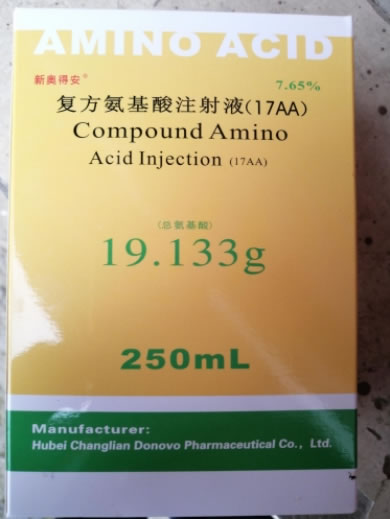 AMINO ACID
新奥得安®
7.65%
复方氨基酸注射液(17AA)
Compound Amino
Acid Injection (17AA)
(总氨基酸)
19.133g
250mL
Manufacturer:
Hubei Changlian Donovo Pharmaceutical Co., Ltd.